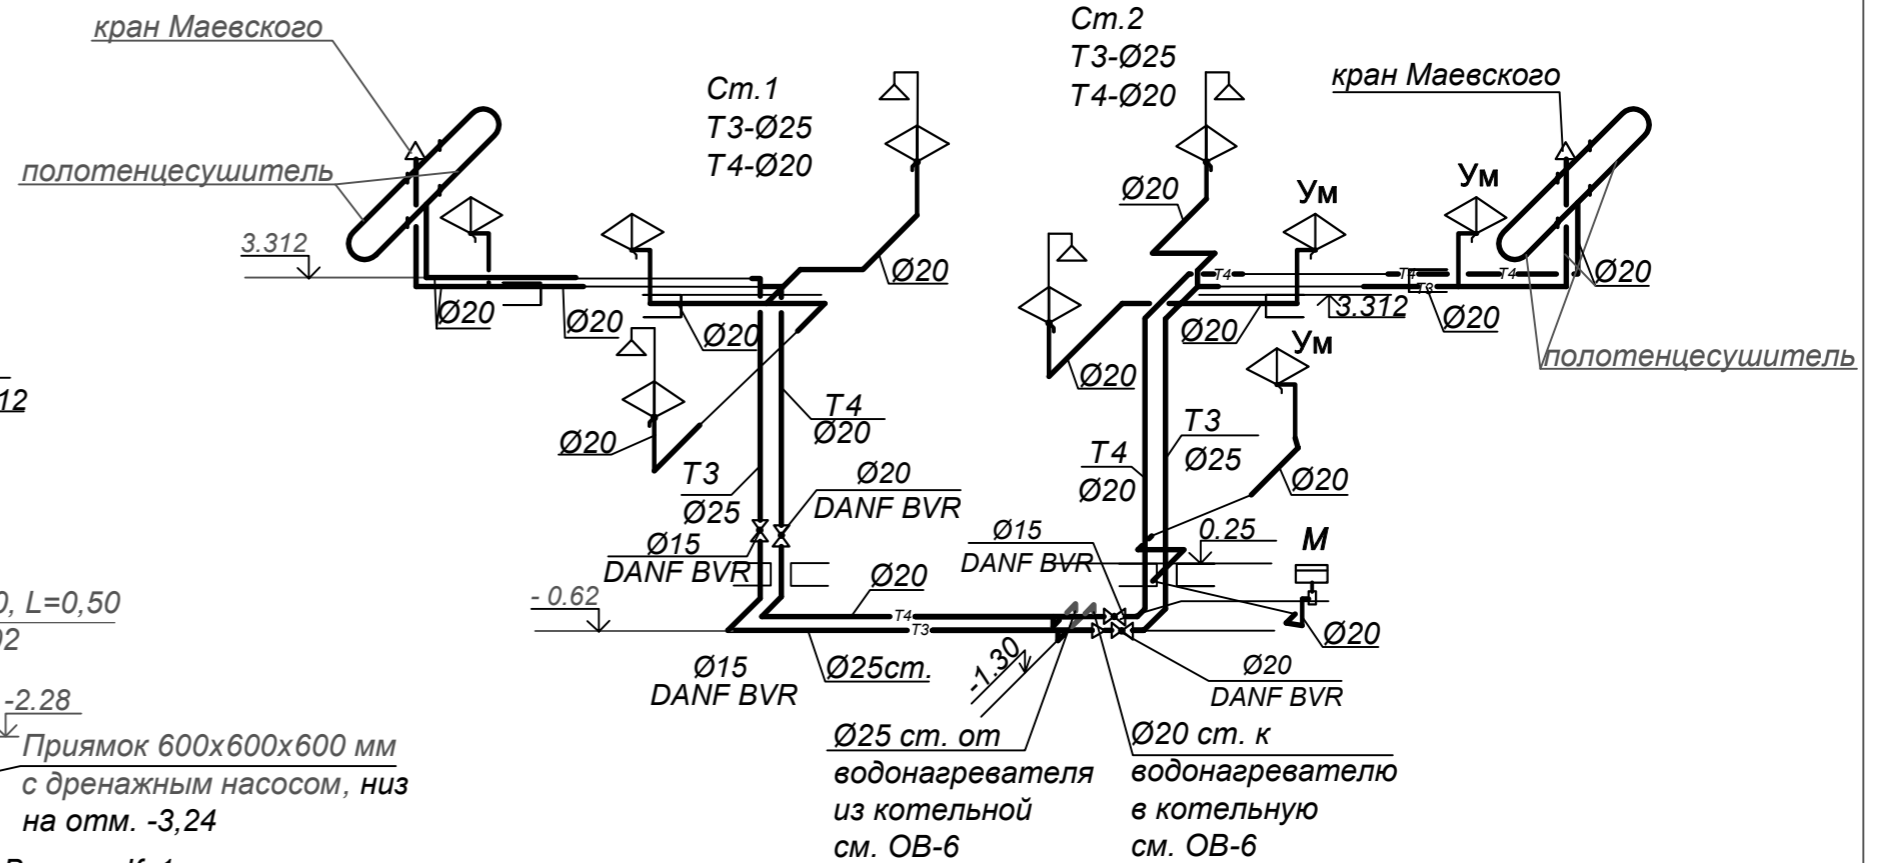 кран Маевского
полотенцесушитель
3.312
Ø20
Ø20
Ø20
Ст.1
Т3-Ø25
Т4-Ø20
Ø20
Ø20
Т4
Ø20
Т3
Ø25
Ø20
DANF BVR
Ø15
DANF BVR
Ø20
- 0.62
Т4
Т3
Ø15
DANF BVR
Ø25ст.
-1.30
Ø25 ст. от
водонагревателя
из котельной
см. ОВ-6
Ст.2
Т3-Ø25
Т4-Ø20
кран Маевского
Ø20
Ум
Ум
Т4
Т4
Т4
Т3
Ø20
3.312
Ø20
Ø20
полотенцесушитель
Ø20
Ум
Т3
Ø25
Т4
Ø20
Ø20
Ø15
DANF BVR
0.25
М
Ø20
Ø20
DANF BVR
Ø20 ст. к
водонагревателю
в котельную
см. ОВ-6
12
0, L=0,50
02
-2.28
Приямок 600х600х600 мм
с дренажным насосом, низ
на отм. -3,24